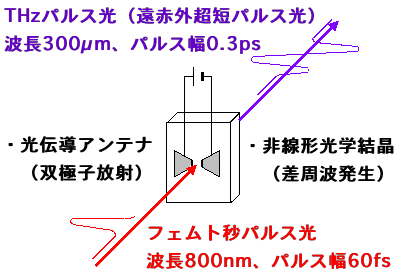 THzパルス光（遠赤外超短パルス光）
波長300μm、パルス幅0.3ps
・光伝導アンテナ
（双極子放射）
・非線形光学結晶
（差周波発生）
フェムト秒パルス光
波長800nm、パルス幅60fs